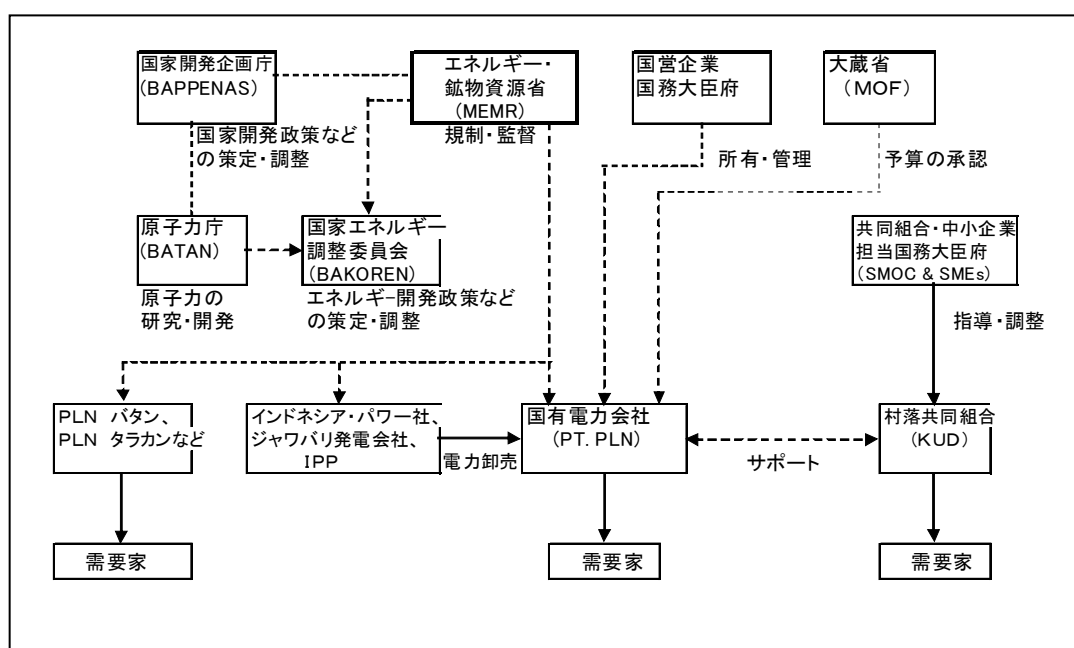 国家開発企画庁
(BAPPENAS)
エネルギー・
鉱物資源省
(MEMR)
国営企業
国務大臣府
大蔵省
(MOF)
国家開発政策など
の策定・調整
規制・監督
所有・管理
予算の承認
原子力庁
(BATAN)
国家エネルギー
調整委員会
(BAKOREN)
共同組合・中小企業
担当国務大臣府
(SMOC & SMEs)
原子力の
研究・開発
エネルギｰ開発政策など
の策定・調整
指導・調整
PLN バタン、
PLN タラカンなど
インドネシア・パワー社、
ジャワバリ発電会社、
IPP
電力卸売
国有電力会社
(PT. PLN)
サポート
村落共同組合
(KUD)
需要家
需要家
需要家